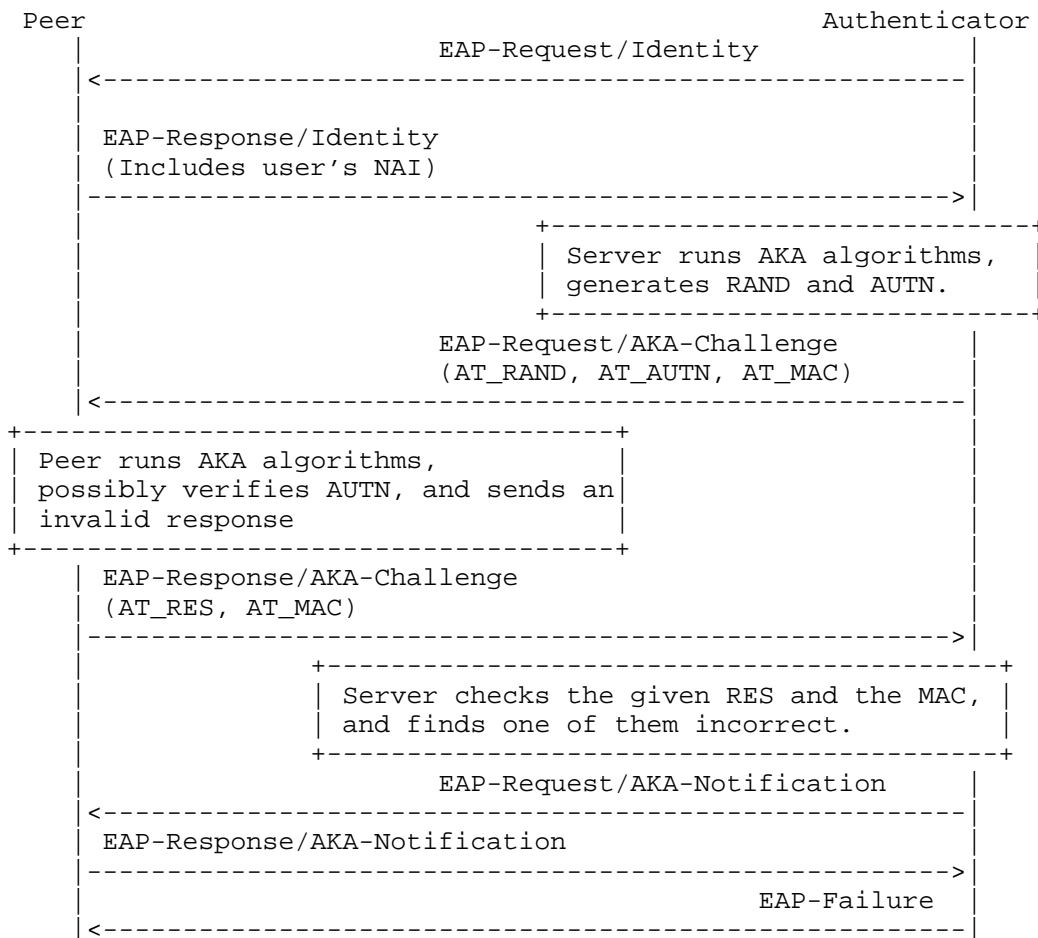 Peer Authenticator
EAP-Request/Identity
EAP-Response/Identity
(Includes user's NAI)
Server runs AKA algorithms,
generates RAND and AUTN.
EAP-Request/AKA-Challenge
(AT_RAND, AT_AUTN, AT_MAC)
Peer runs AKA algorithms,
possibly verifies AUTN, and sends an
invalid response
EAP-Response/AKA-Challenge
(AT_RES, AT_MAC)
Server checks the given RES and the MAC,
and finds one of them incorrect.
EAP-Request/AKA-Notification
EAP-Response/AKA-Notification
EAP-Failure